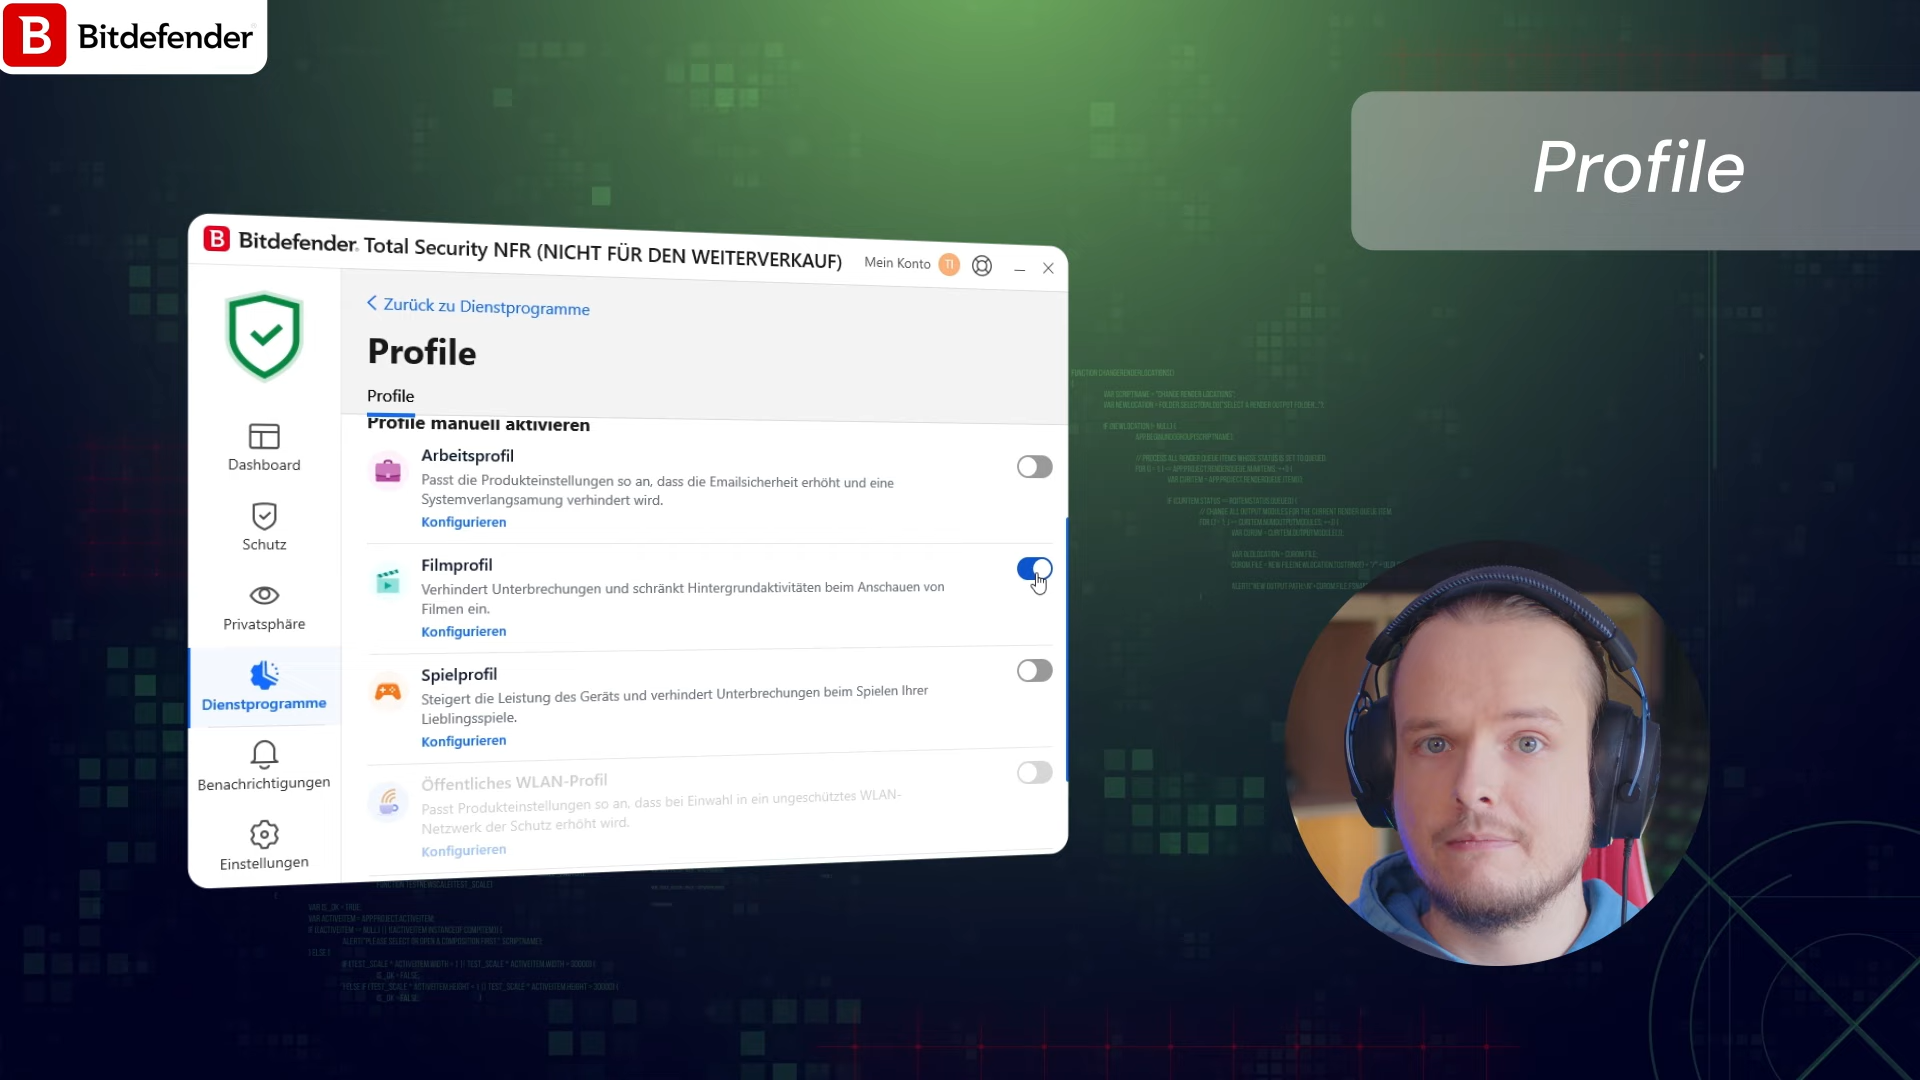 Bitdefender
Profile
Bitdefender Total Security NFR (NICHT FÜR DEN WEITERVERKAUF)
Mein Konto
TI
Zurück zu Dienstprogramme
Profile
Profile
Profile manuell aktivieren
Arbeitsprofil
Passt die Produkteinstellungen so an, dass die Emailsicherheit erhöht und eine
Systemverlangsamung verhindert wird.
Konfigurieren
Filmprofil
Verhindert Unterbrechungen und schränkt Hintergrundaktivitäten beim Anschauen von
Filmen ein.
Konfigurieren
Spielprofil
Steigert die Leistung des Geräts und verhindert Unterbrechungen beim Spielen Ihrer
Lieblingsspiele.
Konfigurieren
Öffentliches WLAN-Profil
Passt Produkteinstellungen so an, dass bei Einwahl in ein ungeschütztes WLAN-
Netzwerk der Schutz erhöht wird.
Konfigurieren
Dashboard
Schutz
Privatsphäre
Dienstprogramme
Benachrichtigungen
Einstellungen